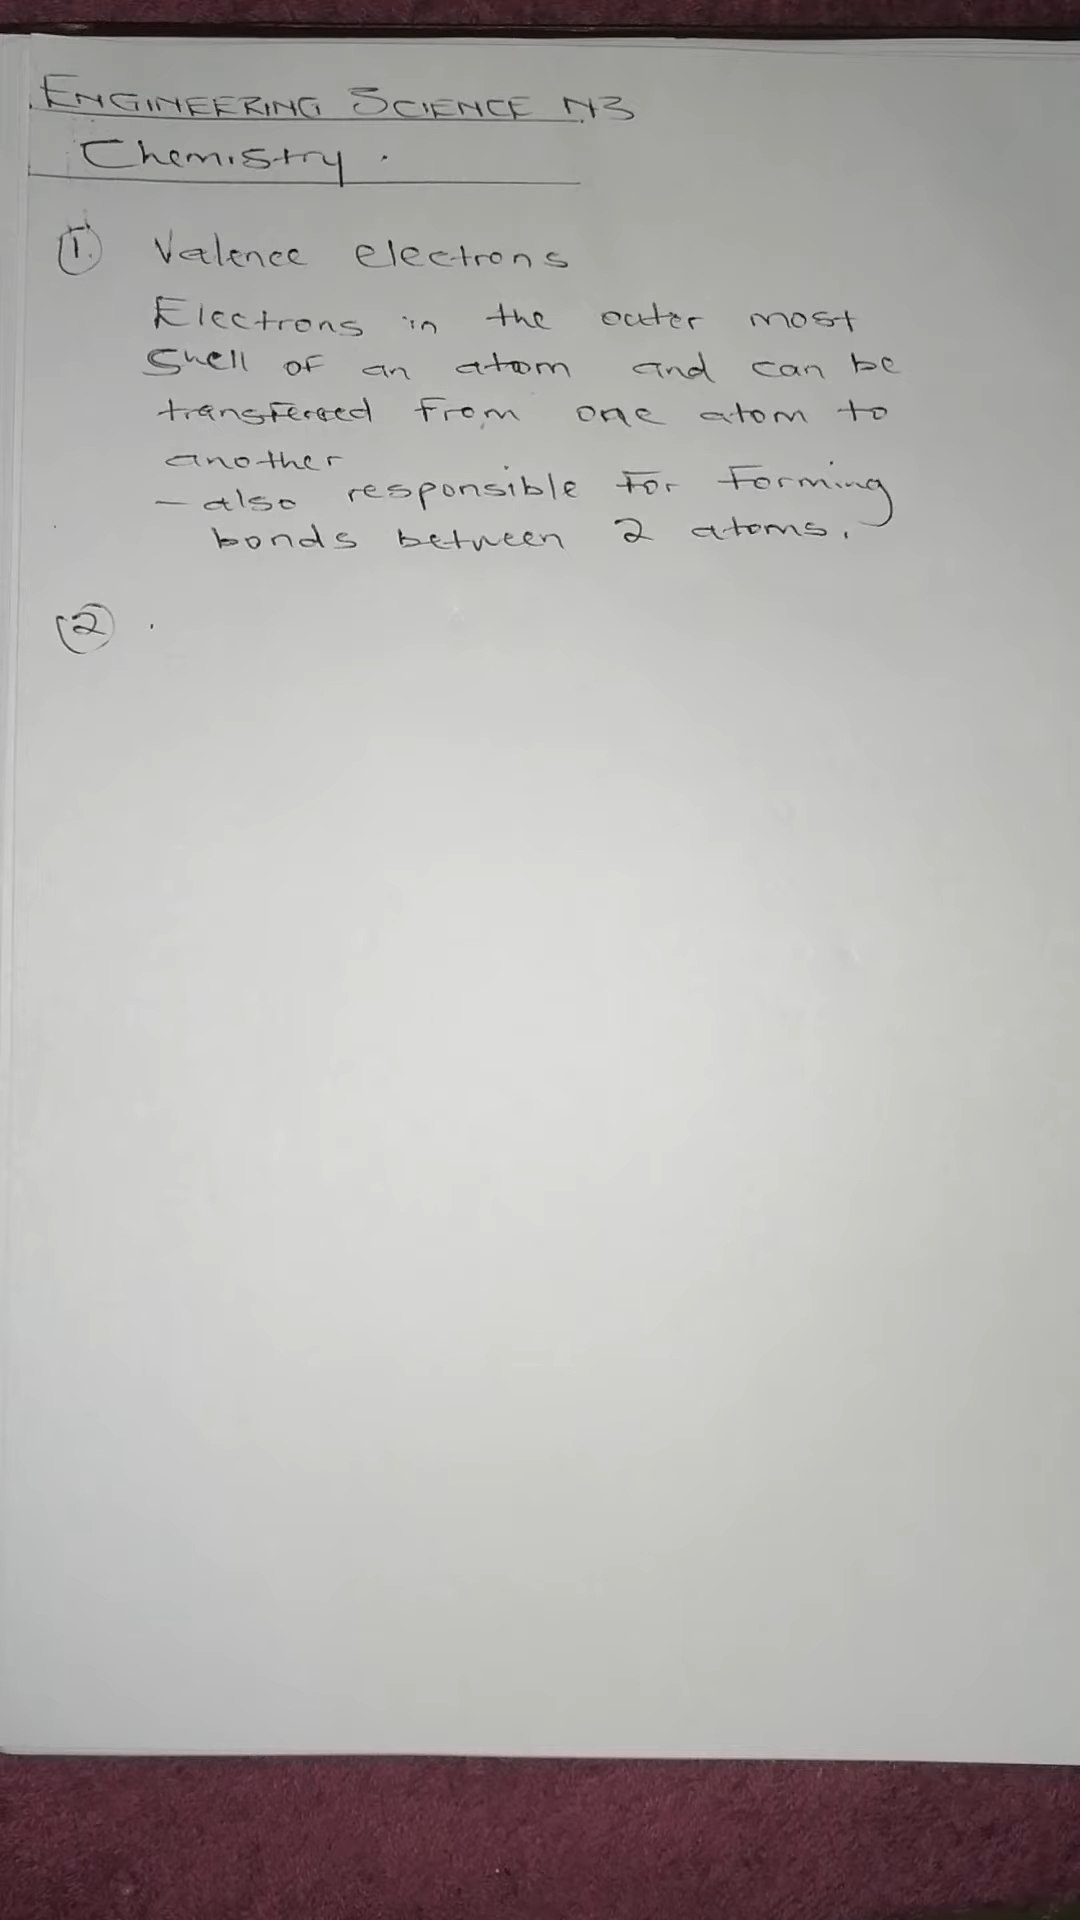 ENGINEERING SCIENCE N3
Chemistry.
1. Valence electrons
Electrons in the outer most
Shell of an atom and can be
transferred from one atom to
another
- also responsible for forming
bonds between 2 atoms.
2.